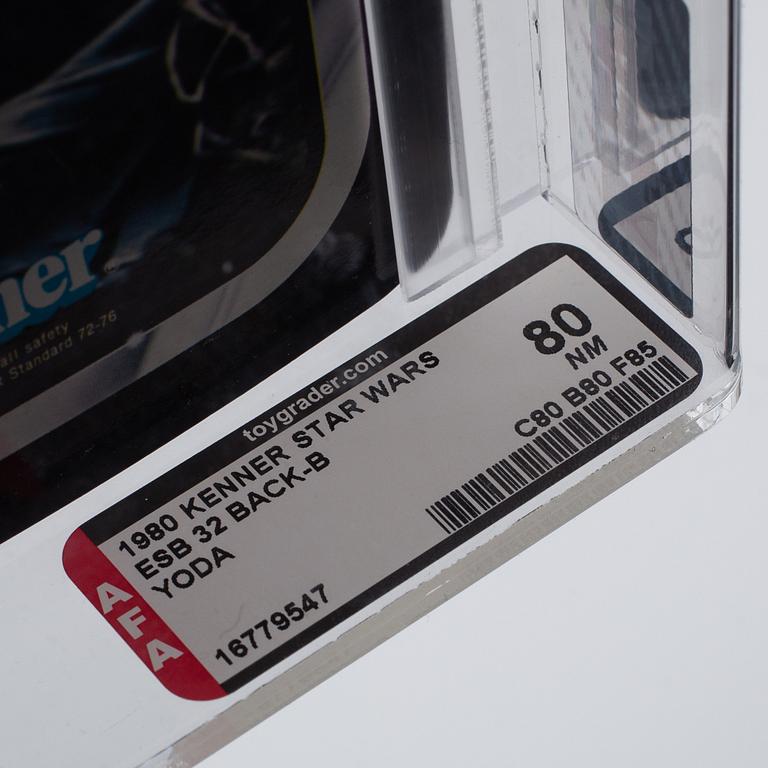 ner
all safety
Standard 72-76
toygrader.com
1980 KENNER STAR WARS
ESB 32 BACK-B
YODA
16779547
80
NM
C80 B80 F85
AFA